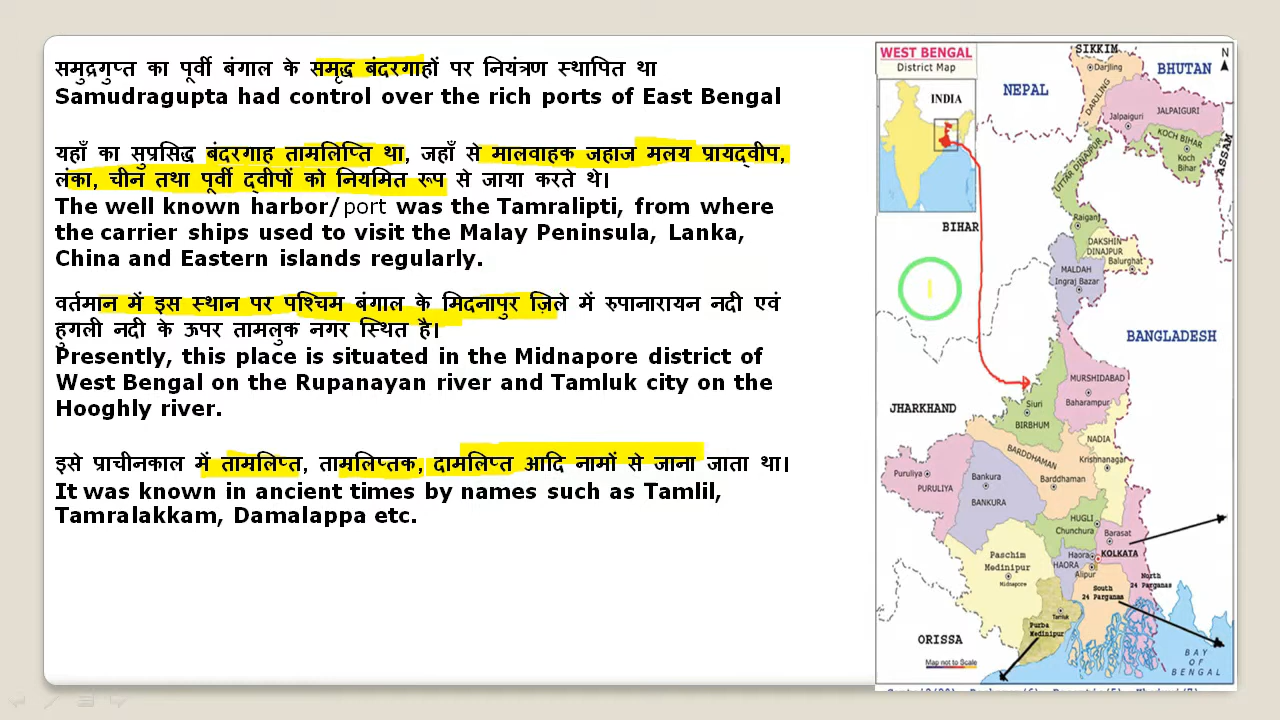 समुद्रगुप्त का पूर्वी बंगाल के समृद्ध बंदरगाहों पर नियंत्रण स्थापित था
Samudragupta had control over the rich ports of East Bengal
यहाँ का सुप्रसिद्ध बंदरगाह तामलिप्ति था, जहाँ से मालवाहक जहाज मलय प्रायद्वीप,
लंका, चीन तथा पूर्वी द्वीपों को नियमित रूप से जाया करते थे।
The well known harbor/port was the Tamralipti, from where
the carrier ships used to visit the Malay Peninsula, Lanka,
China and Eastern islands regularly.
वर्तमान में इस स्थान पर पश्चिम बंगाल के मिदनापुर ज़िले में रुपानारायन नदी एवं
हुगली नदी के ऊपर तामलुक नगर स्थित है।
Presently, this place is situated in the Midnapore district of
West Bengal on the Rupanayan river and Tamluk city on the
Hooghly river.
इसे प्राचीनकाल में तामलिप्त, तामलिप्तक, दामलिप्त आदि नामों से जाना जाता था।
It was known in ancient times by names such as Tamlil,
Tamralakkam, Damalappa etc.
WEST BENGAL
District Map
INDIA
SIKKIM
N
Darjling
DARJILING
BHUTAN
NEPAL
JALPAIGURI
Jalpaiguri
KOCH BIHAR
Koch
Bihar
ASSAM
UTTAR DINAJPUR
Raiganj
BIHAR
DAKSHIN
DINAJPUR
Balurghat
MALDAH
Ingraj Bazar
BANGLADESH
MURSHIDABAD
Baharampur
JHARKHAND
Siuri
BIRBHUM
NADIA
Krishnanagar
BARDDHAMAN
Barddhaman
Puruliya
PURULIYA
Bankura
BANKURA
HUGLI
Chunchura
Barasat
Haora
KOLKATA
HAORA
Alipur
Paschim
Medinipur
Midnapore
North
24 Parganas
South
24 Parganas
Tamluk
Purba
Medinipur
ORISSA
BAY
OF
BENGAL
Map not to Scale